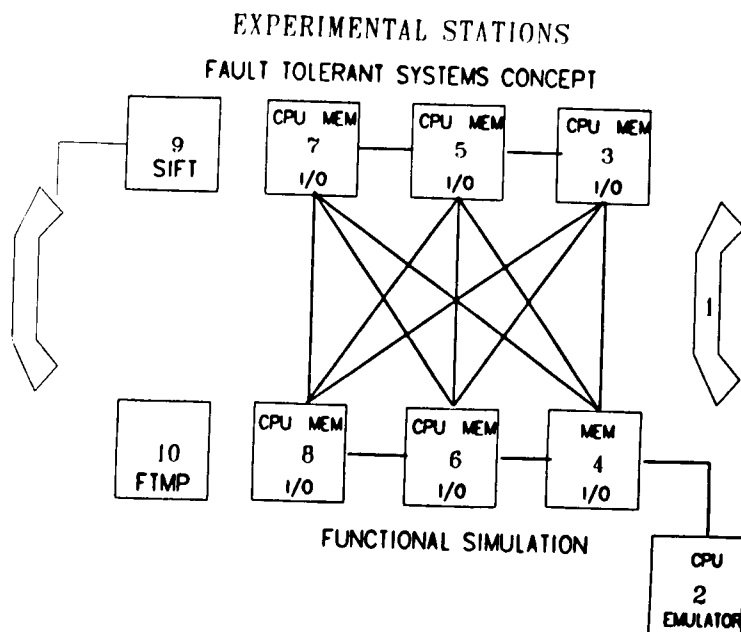 EXPERIMENTAL STATIONS
FAULT TOLERANT SYSTEMS CONCEPT
9
SIFT
CPU MEM
7
I/O
CPU MEM
5
I/O
CPU MEM
3
I/O
1
10
FTMP
CPU MEM
8
I/O
CPU MEM
6
I/O
MEM
4
I/O
FUNCTIONAL SIMULATION
CPU
2
EMULATOR